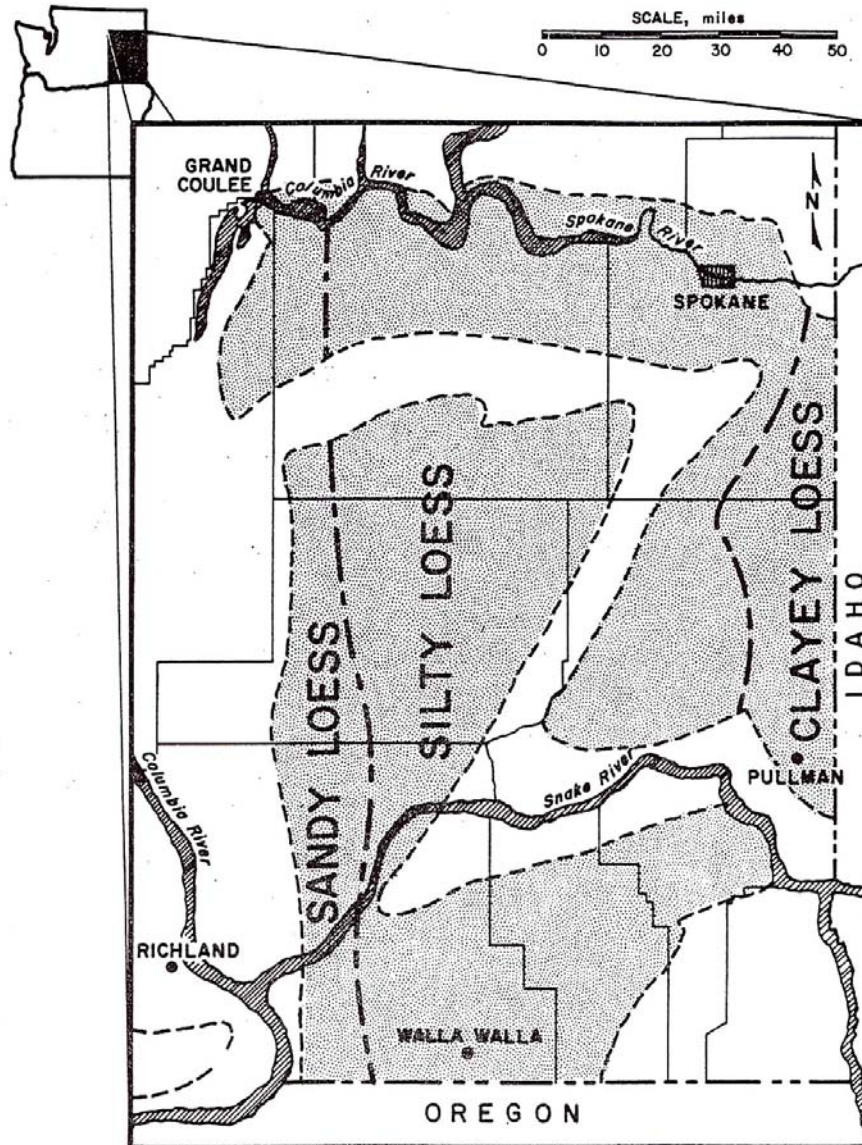 SCALE, miles
0 10 20 30 40 50
GRAND
COULEE
Columbia River
N
Spokane River
SPOKANE
SANDY LOESS
SILTY LOESS
CLAYEY LOESS
IDAHO
PULLMAN
Snake River
Columbia River
RICHLAND
WALLA WALLA
OREGON